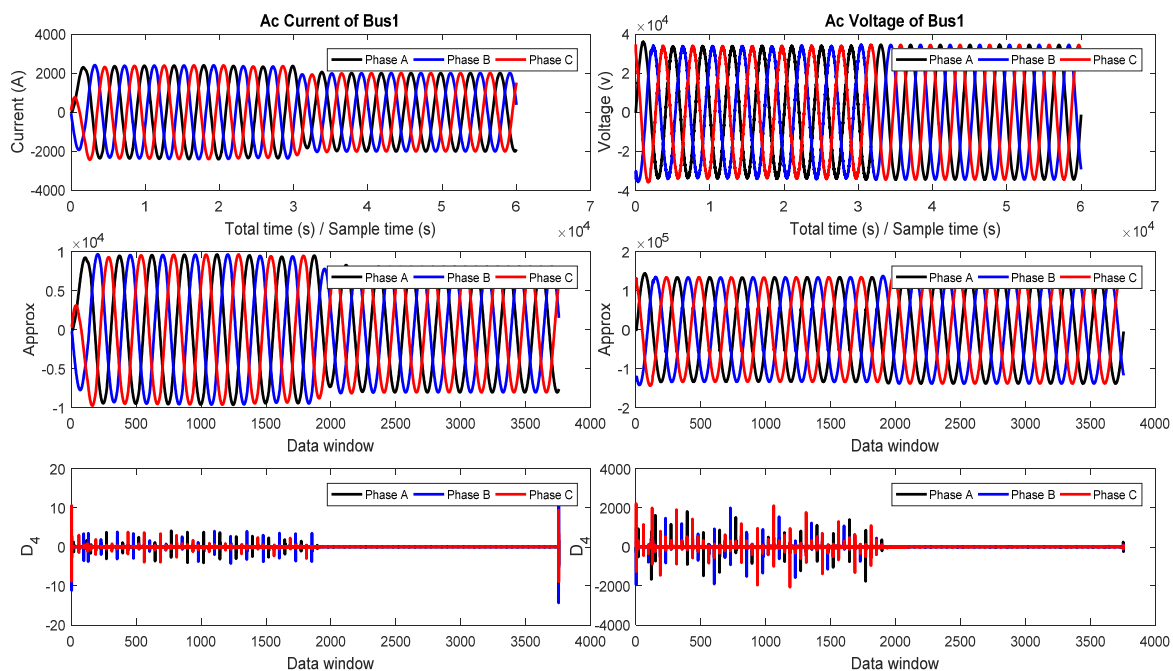 Ac Current of Bus1
4000
2000
0
-2000
-4000
Current (A)
Phase A Phase B Phase C
0 1 2 3 4 5 6 7
Total time (s) / Sample time (s)
×10^4
Ac Voltage of Bus1
×10^4
4
2
0
-2
-4
Voltage (v)
Phase A Phase B Phase C
0 1 2 3 4 5 6 7
Total time (s) / Sample time (s)
×10^4
×10^4
1
0.5
0
-0.5
-1
Approx
Phase A Phase B Phase C
0 500 1000 1500 2000 2500 3000 3500 4000
Data window
×10^5
2
1
0
-1
-2
Approx
Phase A Phase B Phase C
0 500 1000 1500 2000 2500 3000 3500 4000
Data window
20
10
0
-10
-20
D_4
Phase A Phase B Phase C
0 500 1000 1500 2000 2500 3000 3500 4000
Data window
4000
2000
0
-2000
-4000
D_4
Phase A Phase B Phase C
0 500 1000 1500 2000 2500 3000 3500 4000
Data window